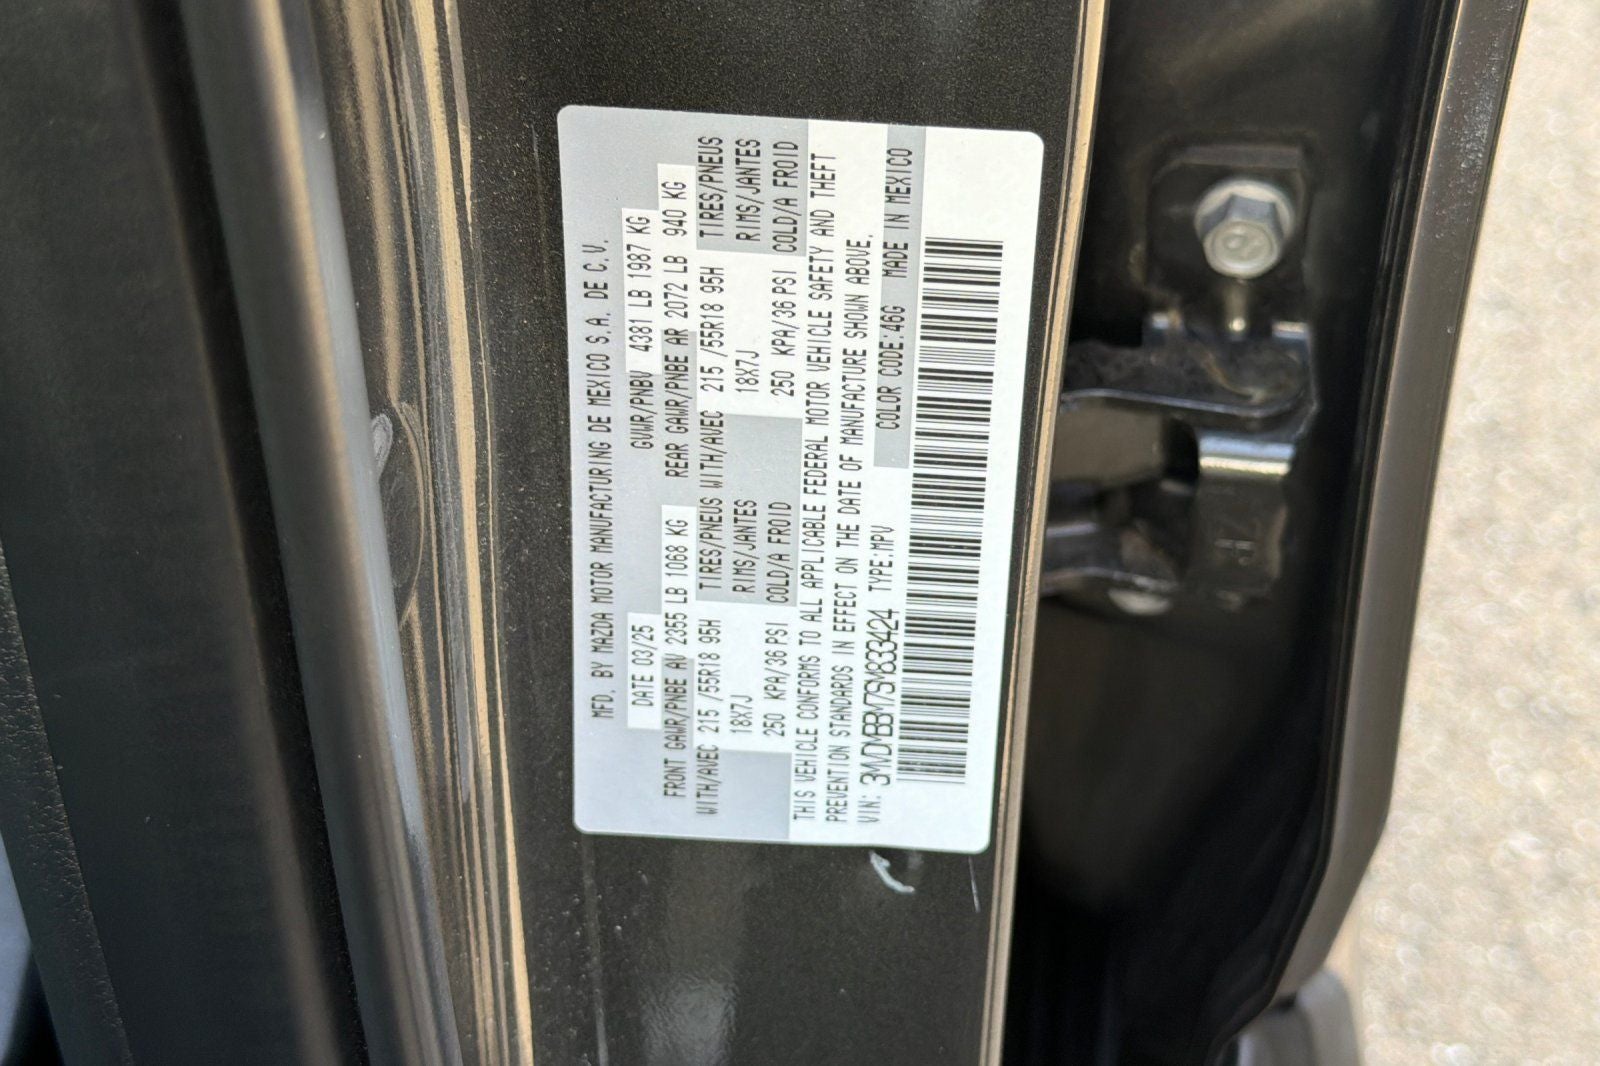 MFD. BY MAZDA MOTOR MANUFACTURING DE MEXICO S.A. DE C.V.
DATE 03/25 GVWR/PNBV 4381 LB 1987 KG
FRONT GAWR/PNBE AV 2355 LB 1068 KG REAR GAWR/PNBE AR 2072 LB 940 KG
WITH/AVEC 215 /55R18 95H TIRES/PNEUS WITH/AVEC 215 /55R18 95H TIRES/PNEUS
18X7J RIMS/JANTES 18X7J RIMS/JANTES
250 KPA/36PSI COLD/A FROID 250 KPA/36PSI COLD/A FROID
THIS VEHICLE CONFORMS TO ALL APPLICABLE FEDERAL MOTOR VEHICLE SAFETY AND THEFT
PREVENTION STANDARDS IN EFFECT ON THE DATE OF MANUFACTURE SHOWN ABOVE.
VIN: 3MVDMBBM7SM833424 TYPE:MPV COLOR CODE:46G MADE IN MEXICO